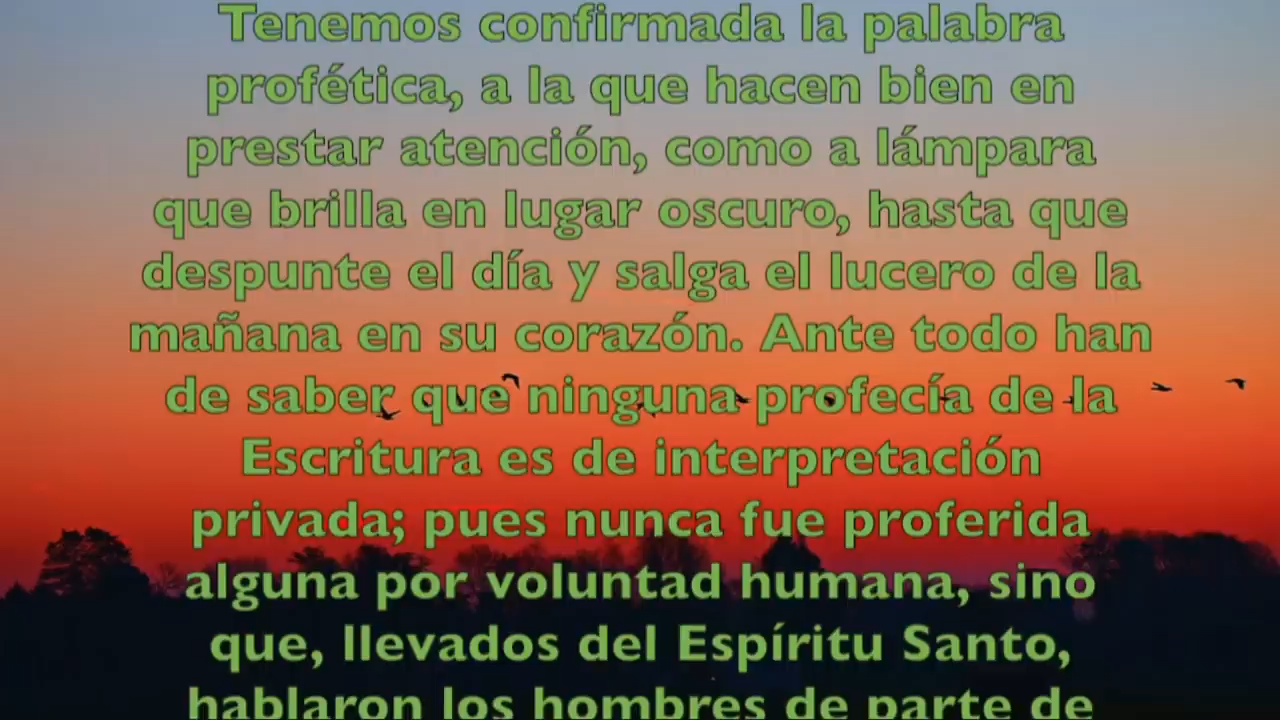 Tenemos confirmada la palabra
profética, a la que hacen bien en
prestar atención, como a lámpara
que brilla en lugar oscuro, hasta que
despunte el día y salga el lucero de la
mañana en su corazón. Ante todo han
de saber que ninguna profecía de la
Escritura es de interpretación
privada; pues nunca fue proferida
alguna por voluntad humana, sino
que, llevados del Espíritu Santo,
hablaron los hombres de parte de